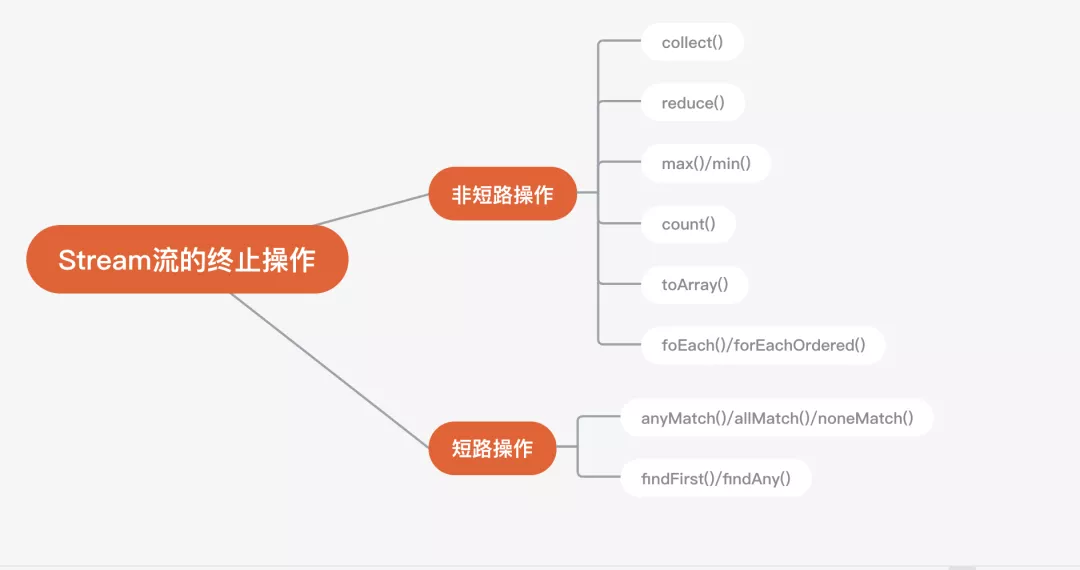 Stream流的终止操作
非短路操作
collect()
reduce()
max()/min()
count()
toArray()
foEach()/forEachOrdered()
短路操作
anyMatch()/allMatch()/noneMatch()
findFirst()/findAny()